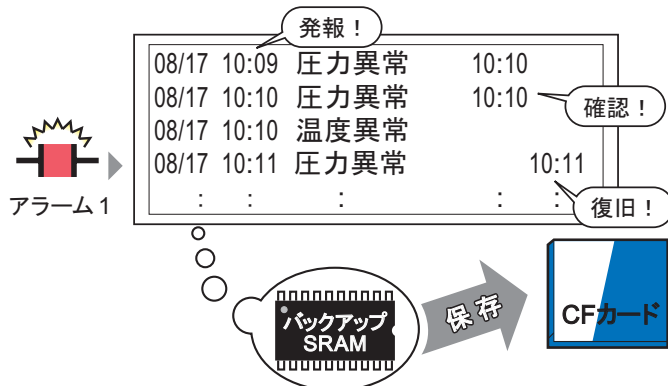 発報！
08/17 10:09 圧力異常 10:10
08/17 10:10 圧力異常 10:10
確認！
08/17 10:10 温度異常
08/17 10:11 圧力異常 10:11
: : : : :
復旧！
アラーム1
バックアップ
SRAM
保存
CFカード